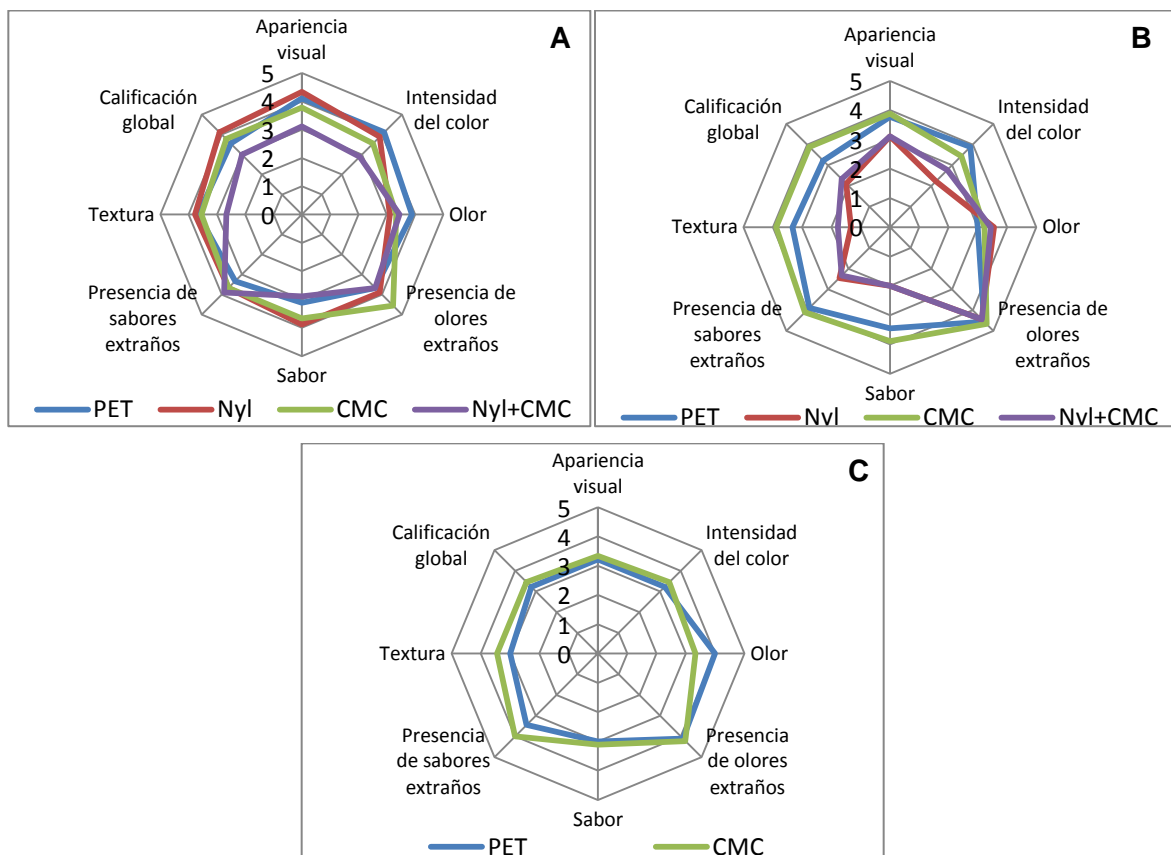 A
Apariencia
visual
Intensidad
del color
Olor
Presencia de
olores
extraños
Sabor
Presencia de
sabores
extraños
Textura
Calificación
global
5
4
3
2
1
0
PET Nyl CMC Nyl+CMC
B
Apariencia
visual
Intensidad
del color
Olor
Presencia de
olores
extraños
Sabor
Presencia de
sabores
extraños
Textura
Calificación
global
5
4
3
2
1
0
PET Nyl CMC Nyl+CMC
C
Apariencia
visual
Intensidad
del color
Olor
Presencia
de olores
extraños
Sabor
Presencia
de sabores
extraños
Textura
Calificación
global
5
4
3
2
1
0
PET CMC